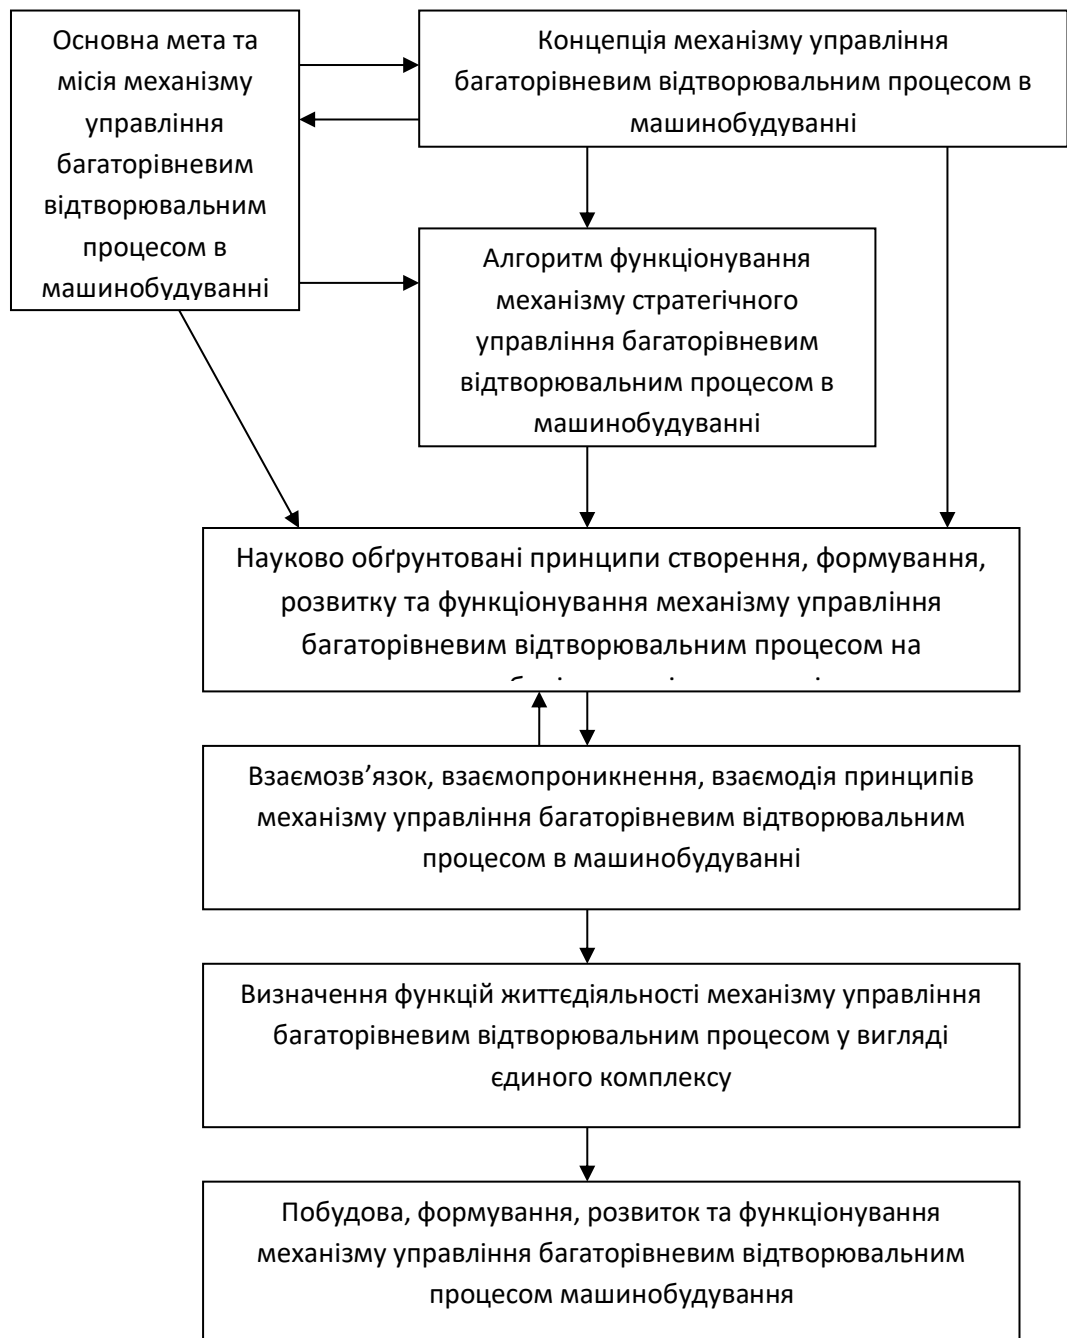 Основна мета та
місія механізму
управління
багаторівневим
відтворювальним
процесом в
машинобудуванні
Концепція механізму управління
багаторівневим відтворювальним процесом в
машинобудуванні
Алгоритм функціонування
механізму стратегічного
управління багаторівневим
відтворювальним процесом в
машинобудуванні
Науково обґрунтовані принципи створення, формування,
розвитку та функціонування механізму управління
багаторівневим відтворювальним процесом на
Взаємозв’язок, взаємопроникнення, взаємодія принципів
механізму управління багаторівневим відтворювальним
процесом в машинобудуванні
Визначення функцій життєдіяльності механізму управління
багаторівневим відтворювальним процесом у вигляді
єдиного комплексу
Побудова, формування, розвиток та функціонування
механізму управління багаторівневим відтворювальним
процесом машинобудування